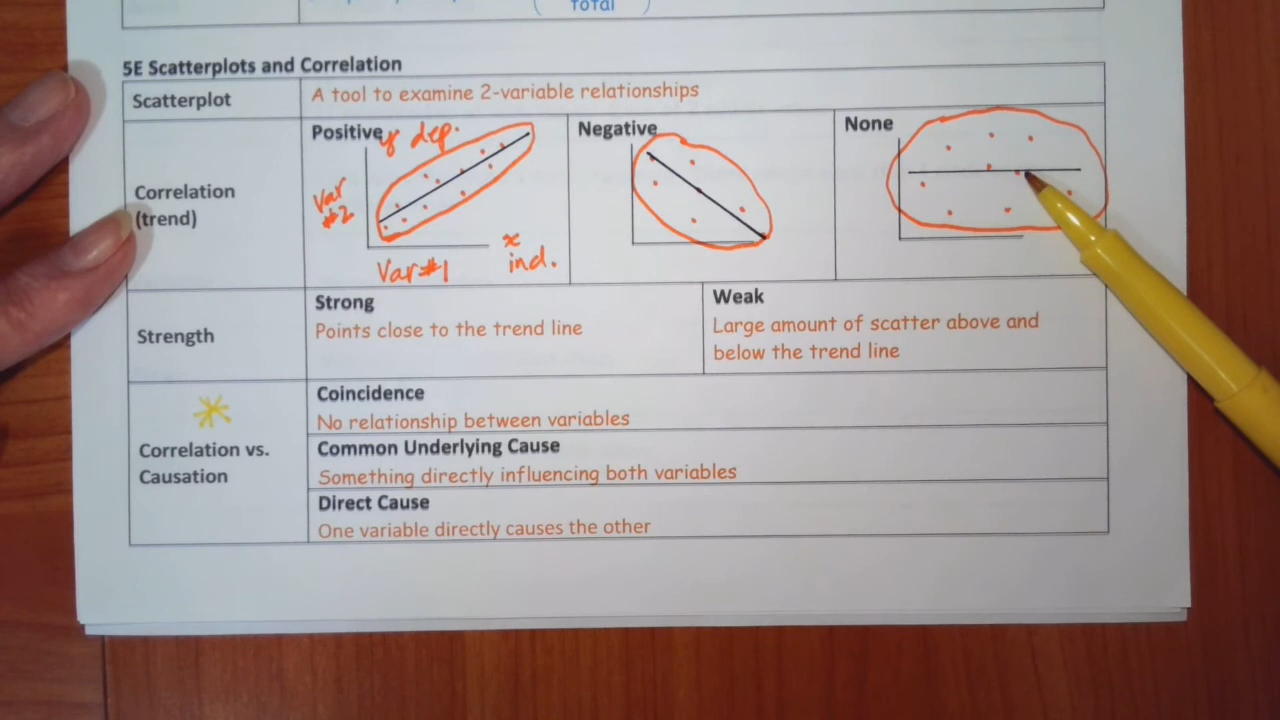 total
5E Scatterplots and Correlation
Scatterplot
A tool to examine 2-variable relationships
Correlation
(trend)
Positive
y dep.
Var
#2
Var #1
x
ind.
Negative
None
Strength
Strong
Points close to the trend line
Weak
Large amount of scatter above and
below the trend line
Correlation vs.
Causation
Coincidence
No relationship between variables
Common Underlying Cause
Something directly influencing both variables
Direct Cause
One variable directly causes the other